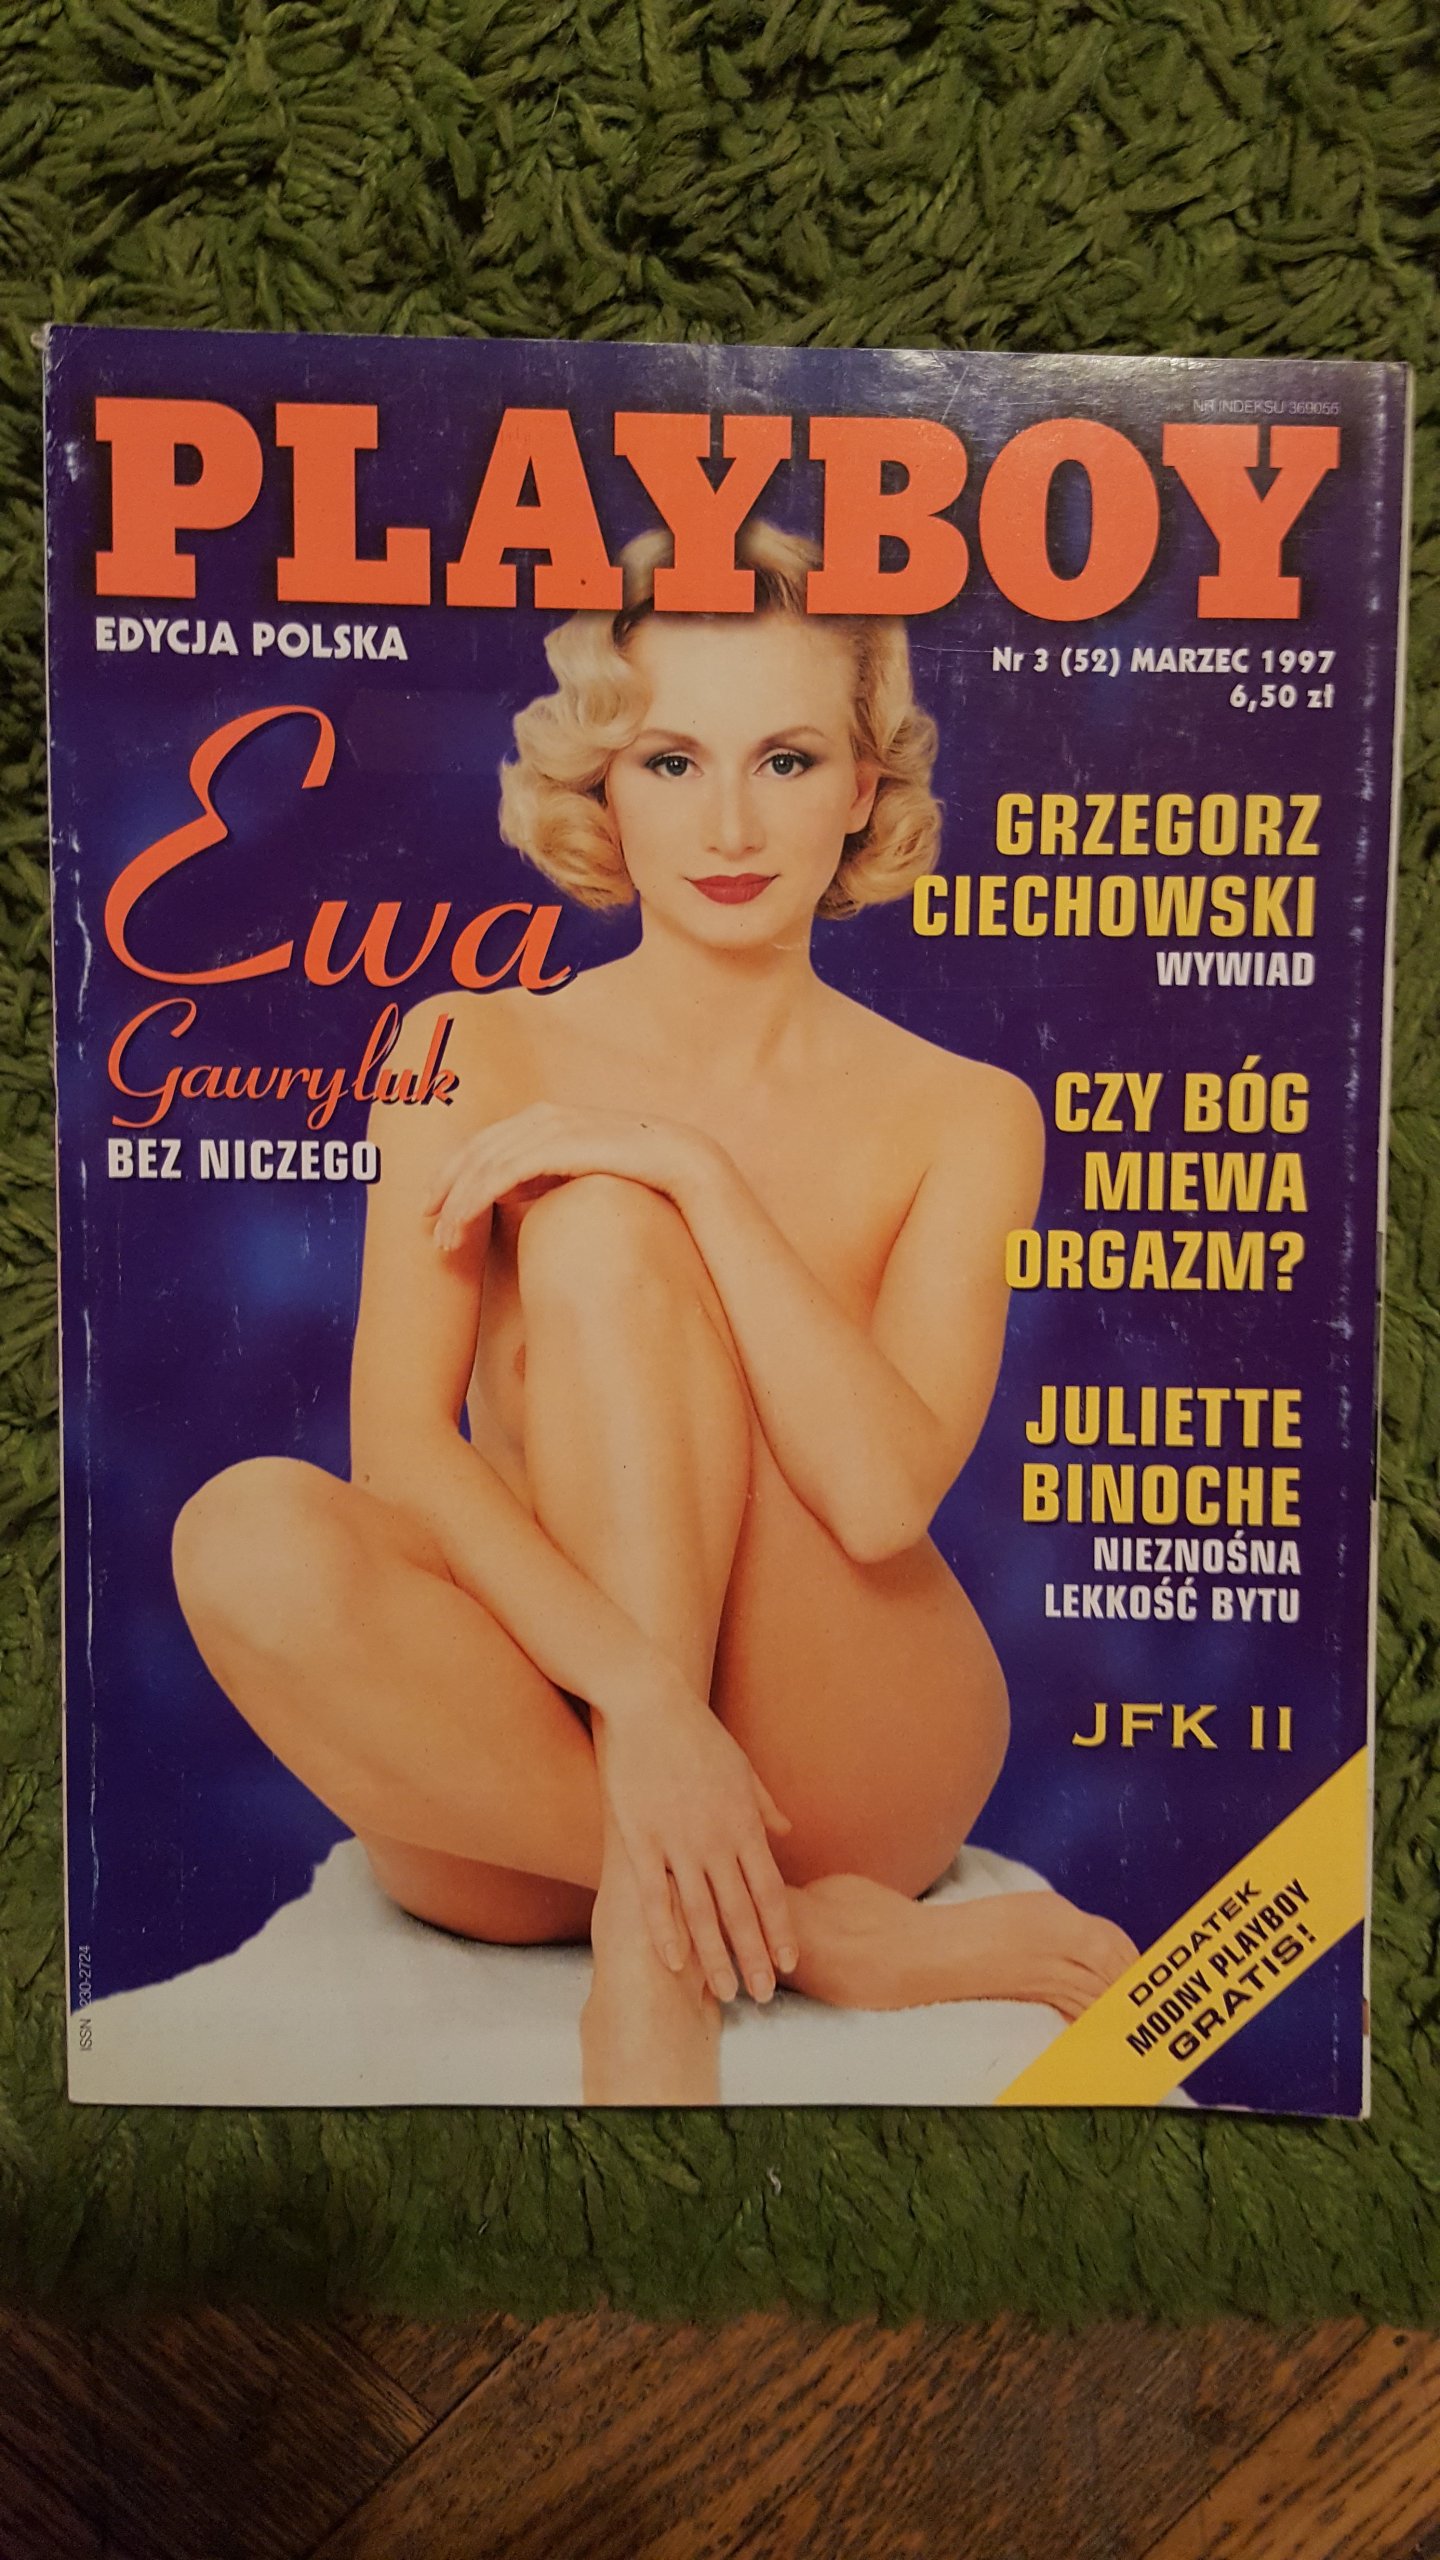 NR INDEKSU 369055
PLAYBOY
EDYCJA POLSKA
Nr 3 (52) MARZEC 1997
6,50 zł
Ewa
Gawryluk
BEZ NICZEGO
GRZEGORZ
CIECHOWSKI
WYWIAD
CZY BÓG
MIEWA
ORGAZM?
JULIETTE
BINOCHE
NIEZNOŚNA
LEKKOŚĆ BYTU
JFK II
DODATEK
MODNY PLAYBOY
GRATIS!
ISSN 230-2724